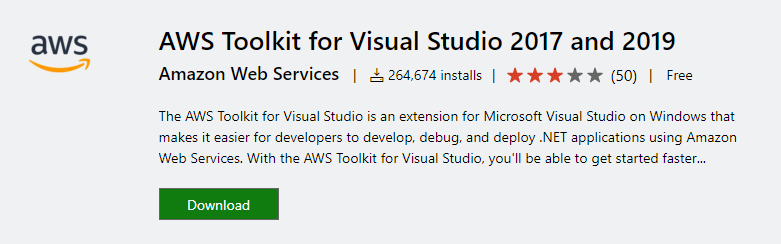 aws
AWS Toolkit for Visual Studio 2017 and 2019
Amazon Web Services | 264,674 installs | (50) | Free
The AWS Toolkit for Visual Studio is an extension for Microsoft Visual Studio on Windows that
makes it easier for developers to develop, debug, and deploy .NET applications using Amazon
Web Services. With the AWS Toolkit for Visual Studio, you'll be able to get started faster...
Download